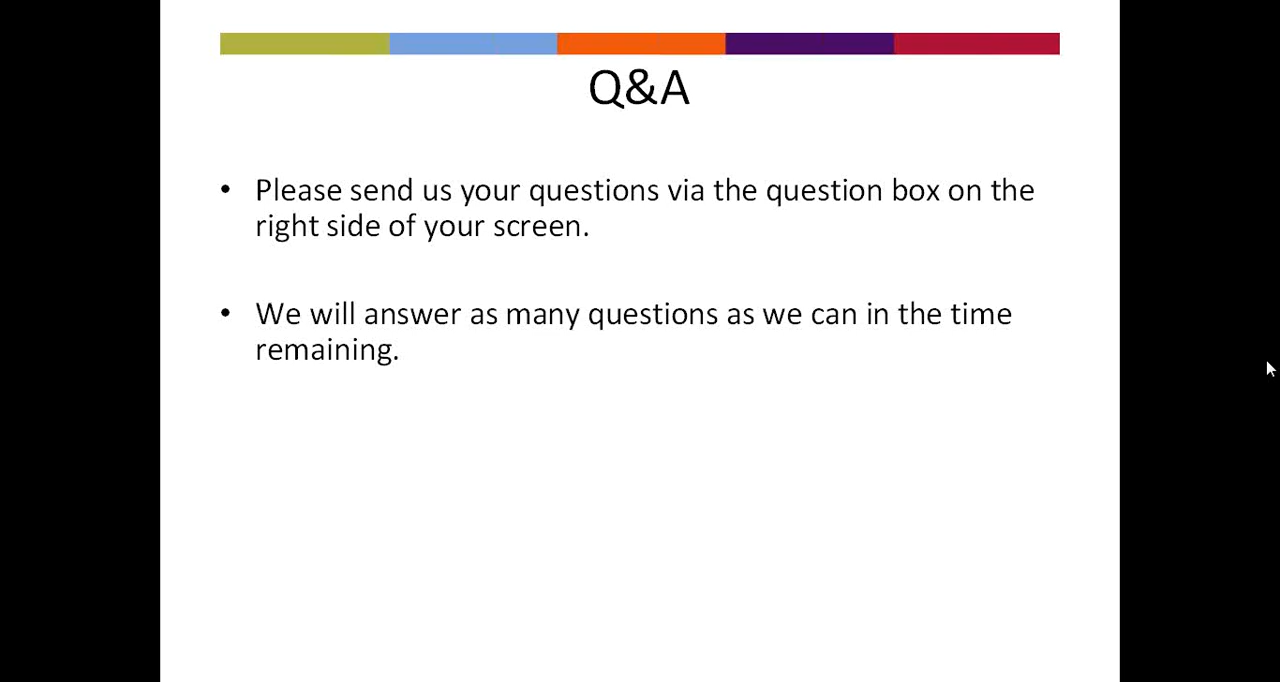 Q&A
• Please send us your questions via the question box on the
right side of your screen.
• We will answer as many questions as we can in the time
remaining.